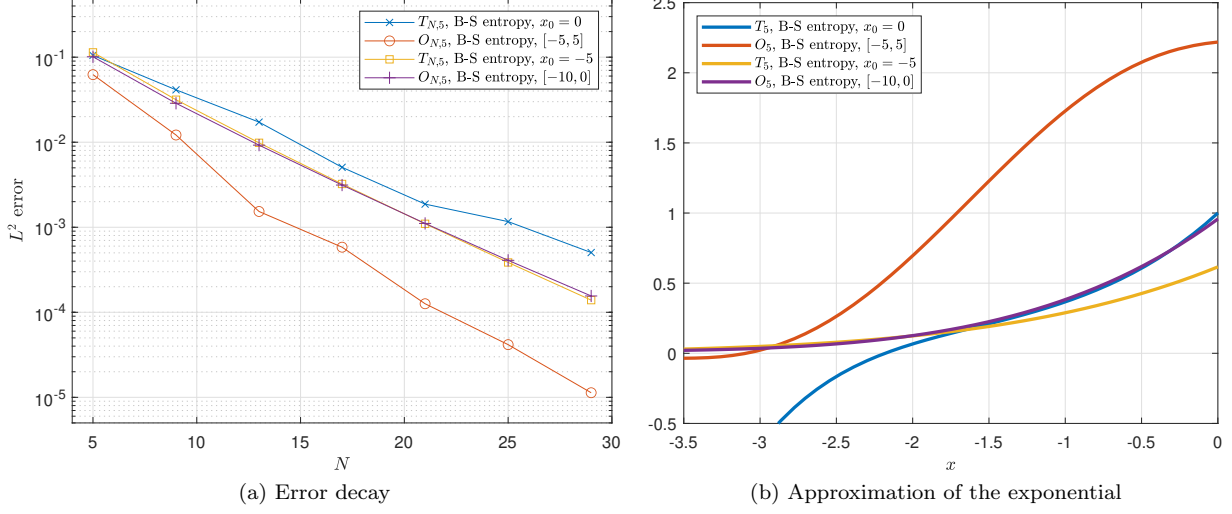 10^{-1}
10^{-2}
10^{-3}
10^{-4}
10^{-5}
L^2 error
5
10
15
20
25
30
N
T_{N,5}, B-S entropy, x_0 = 0
O_{N,5}, B-S entropy, [−5, 5]
T_{N,5}, B-S entropy, x_0 = −5
O_{N,5}, B-S entropy, [−10, 0]
(a) Error decay
2.5
2
1.5
1
0.5
0
-0.5
-3.5
-3
-2.5
-2
-1.5
-1
-0.5
0
x
T_5, B-S entropy, x_0 = 0
O_5, B-S entropy, [−5, 5]
T_5, B-S entropy, x_0 = −5
O_5, B-S entropy, [−10, 0]
(b) Approximation of the exponential